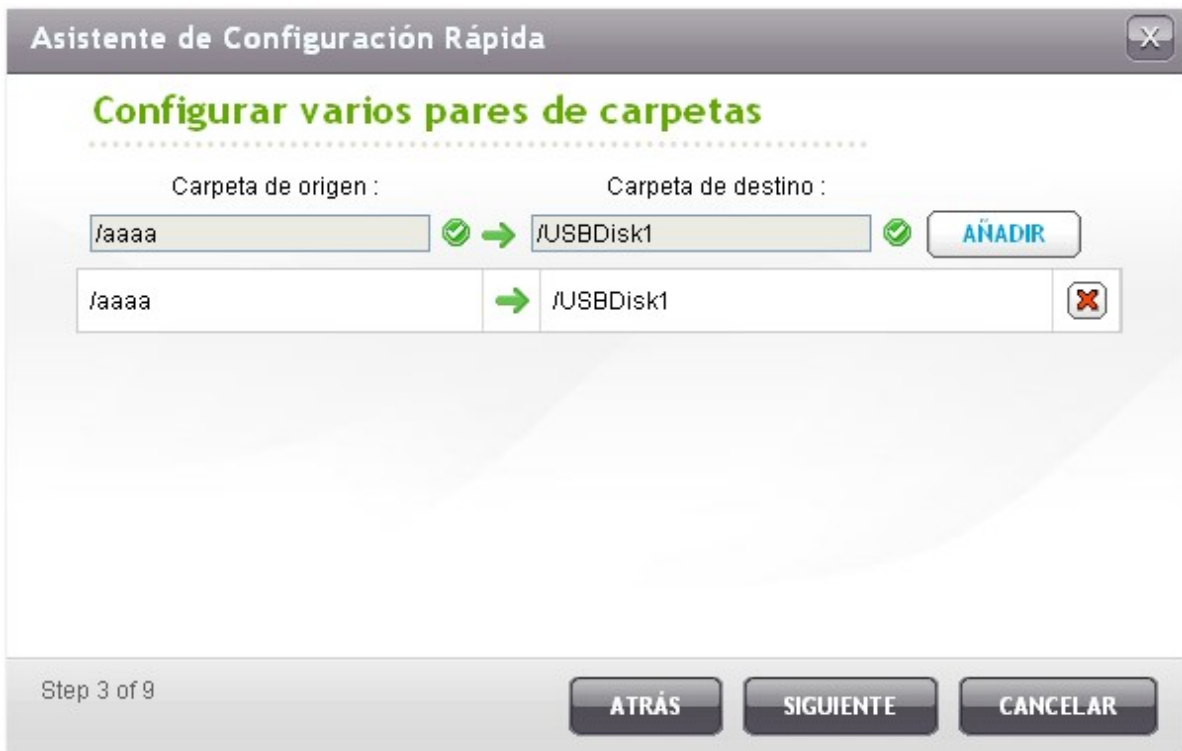 Asistente de Configuración Rápida
X
Configurar varios pares de carpetas
Carpeta de origen : Carpeta de destino :
/aaaa /USBDisk1 AÑADIR
/aaaa /USBDisk1
Step 3 of 9 ATRÁS SIGUIENTE CANCELAR